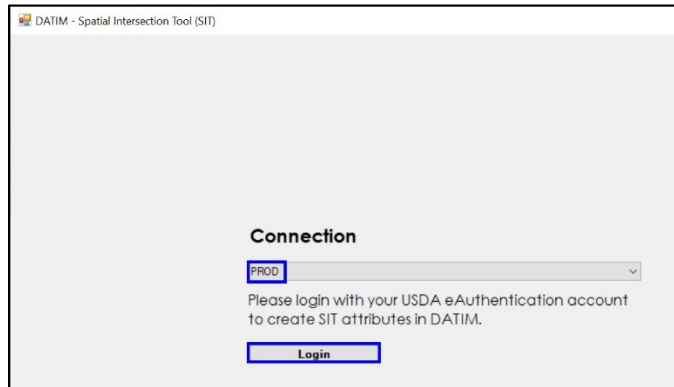 DATIM - Spatial Intersection Tool (SIT)
Connection
PROD
Please login with your USDA eAuthentication account
to create SIT attributes in DATIM.
Login